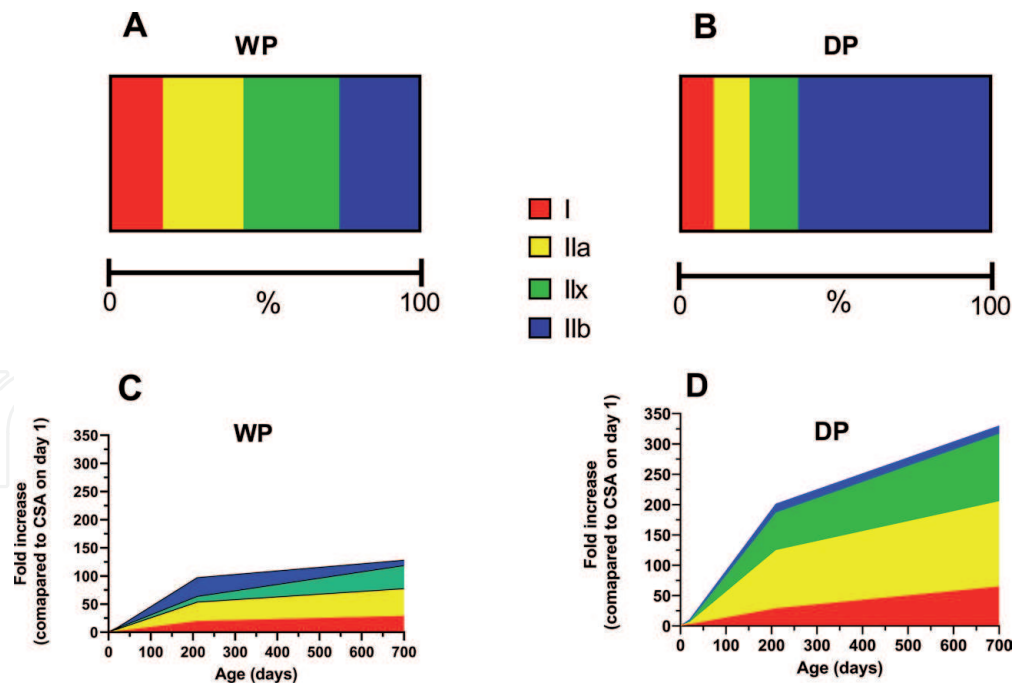 A
WP
0 % 100
B
DP
0 % 100
I
IIa
IIx
IIb
C
WP
Fold increase
(comapared to CSA on day 1)
350
300
250
200
150
100
50
0
0 100 200 300 400 500 600 700
Age (days)
D
DP
Fold increase
(comapared to CSA on day 1)
350
300
250
200
150
100
50
0
0 100 200 300 400 500 600 700
Age (days)